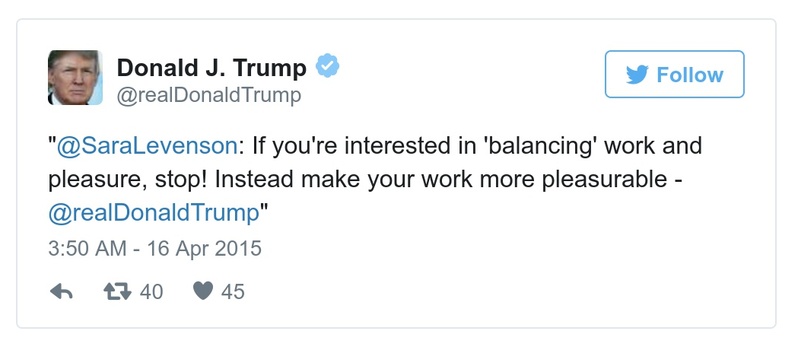 Donald J. Trump
@realDonaldTrump
Follow
"@SaraLevenson: If you're interested in 'balancing' work and
pleasure, stop! Instead make your work more pleasurable -
@realDonaldTrump"
3:50 AM - 16 Apr 2015
40 45